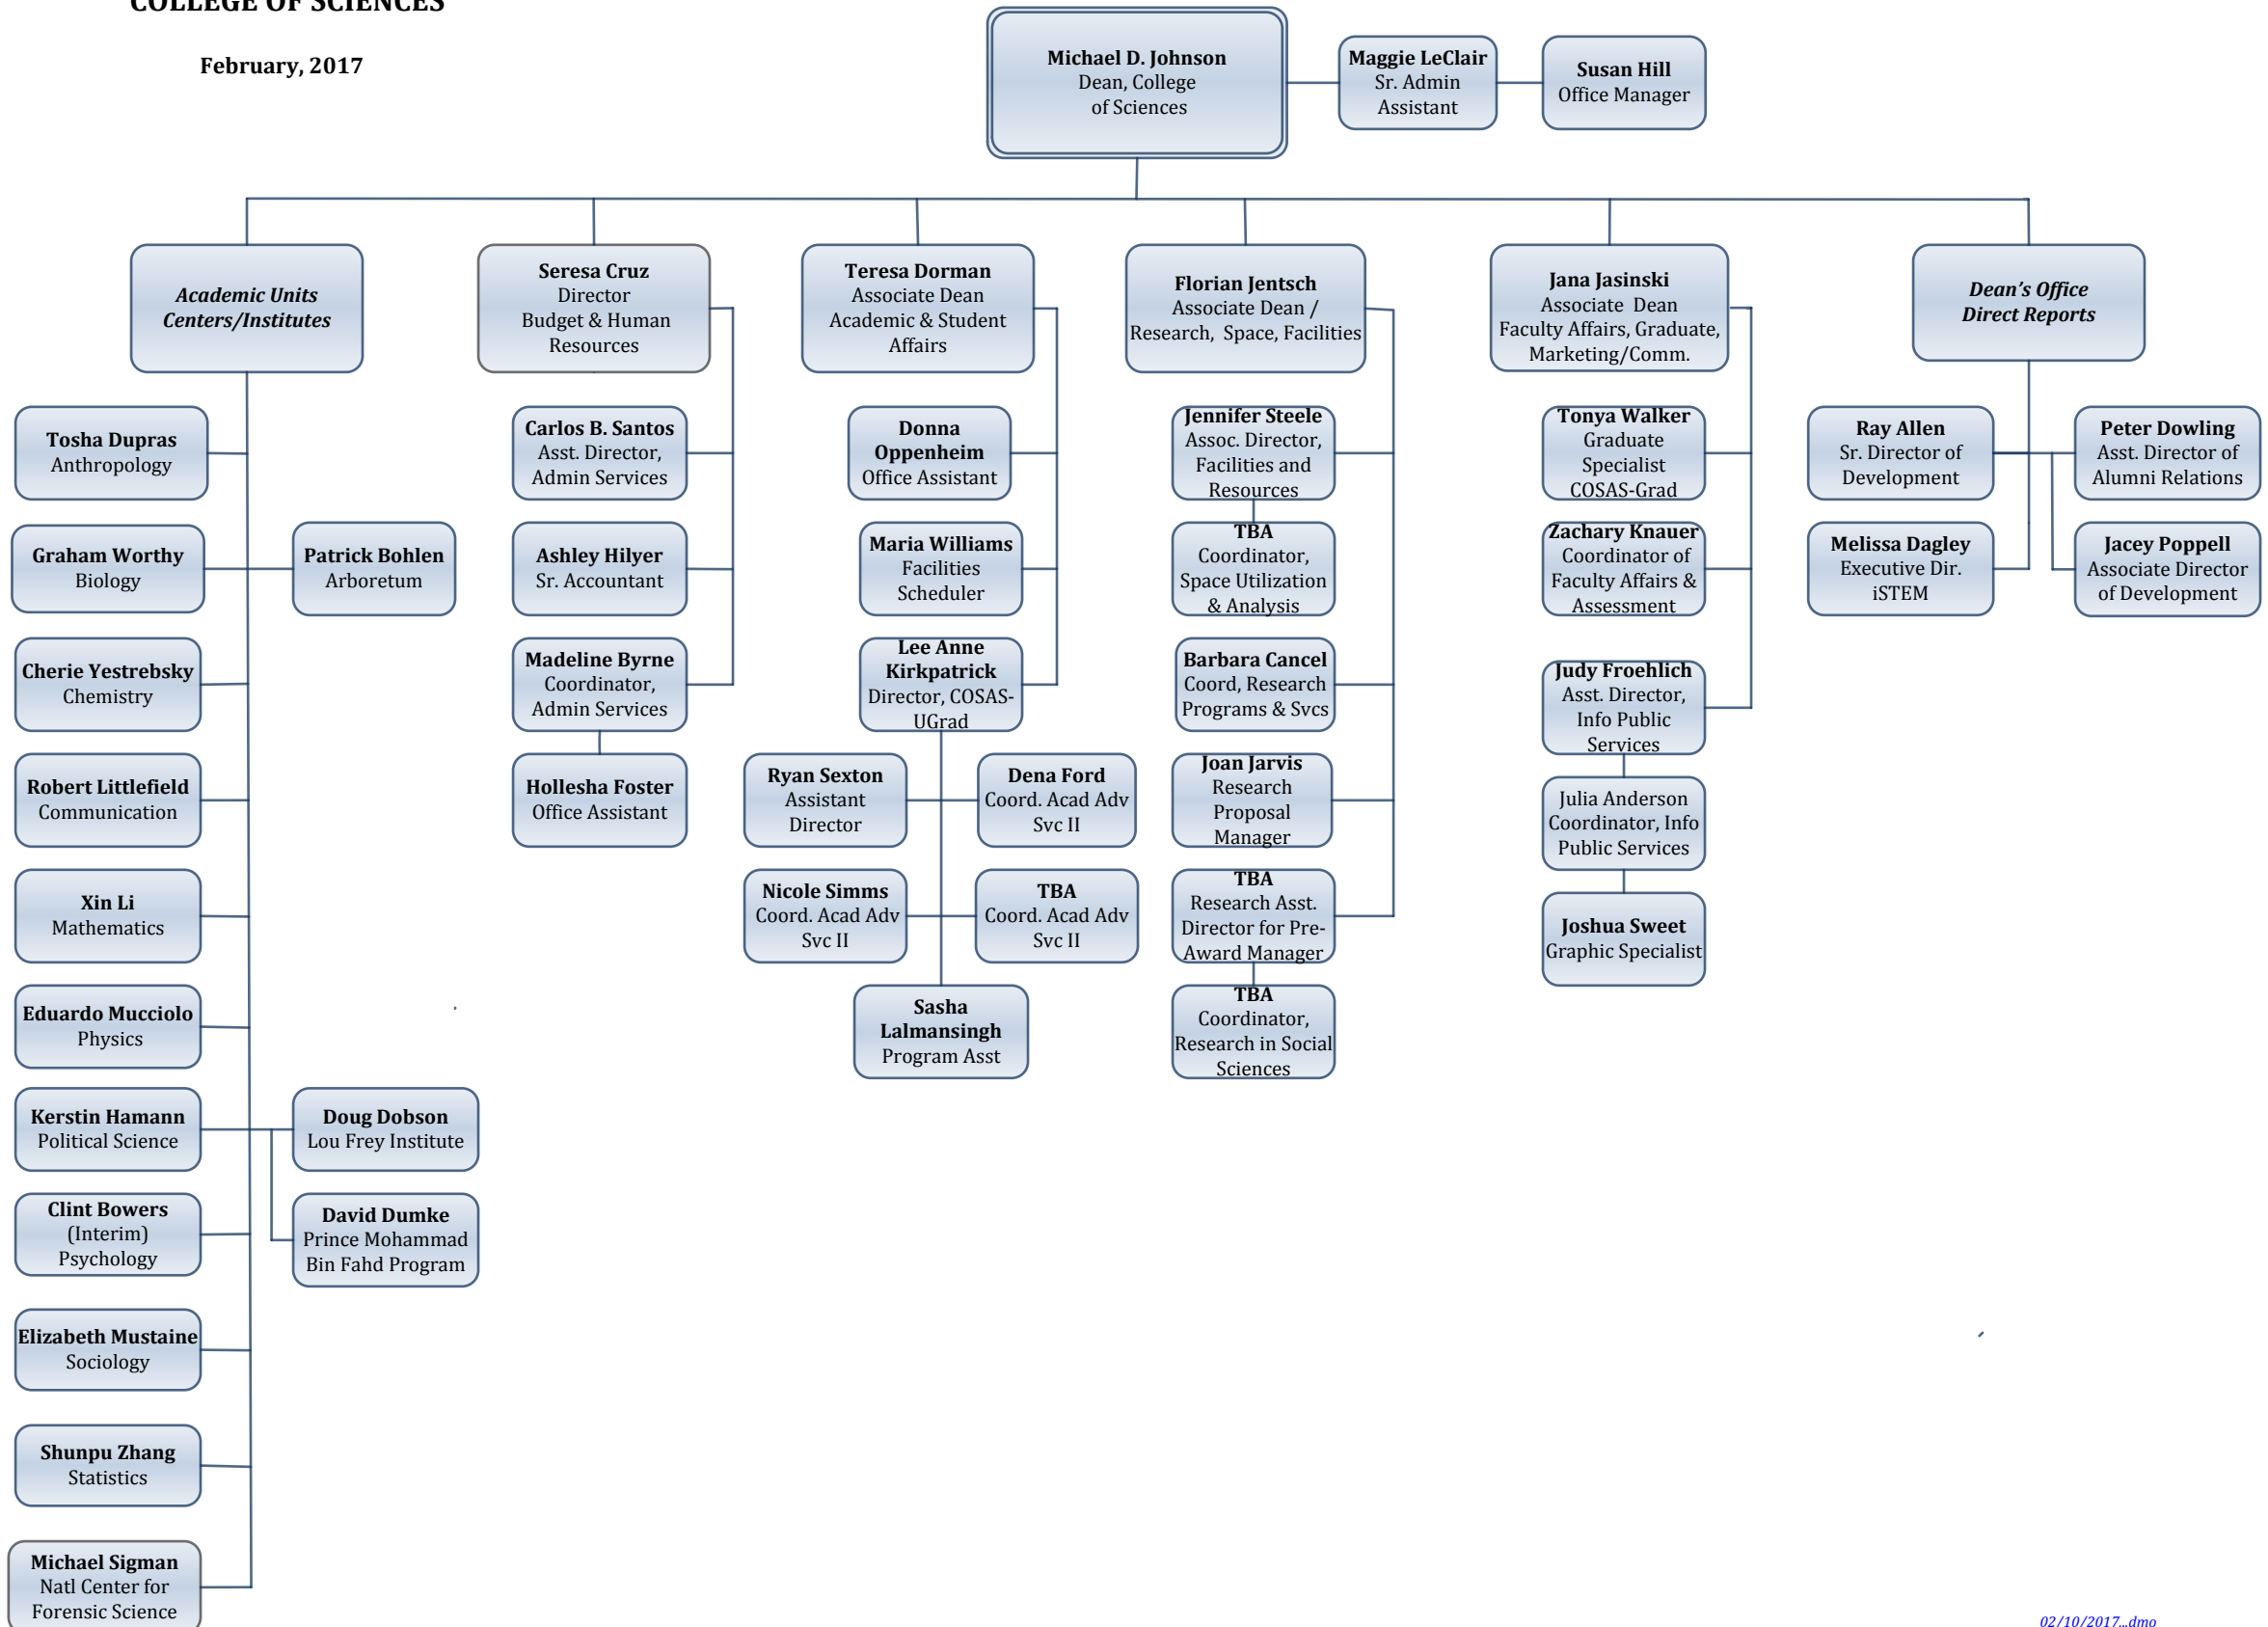 COLLEGE OF SCIENCES
February, 2017
Michael D. Johnson
Dean, College
of Sciences
Maggie LeClair
Sr. Admin
Assistant
Susan Hill
Office Manager
Academic Units
Centers/Institutes
Seresa Cruz
Director
Budget & Human
Resources
Teresa Dorman
Associate Dean
Academic & Student
Affairs
Florian Jentsch
Associate Dean /
Research, Space, Facilities
Jana Jasinski
Associate Dean
Faculty Affairs, Graduate,
Marketing/Comm.
Dean’s Office
Direct Reports
Tosha Dupras
Anthropology
Graham Worthy
Biology
Patrick Bohlen
Arboretum
Cherie Yestrebsky
Chemistry
Robert Littlefield
Communication
Xin Li
Mathematics
Eduardo Mucciolo
Physics
Kerstin Hamann
Political Science
Doug Dobson
Lou Frey Institute
Clint Bowers
(Interim)
Psychology
David Dumke
Prince Mohammad
Bin Fahd Program
Elizabeth Mustaine
Sociology
Shunpu Zhang
Statistics
Michael Sigman
Natl Center for
Forensic Science
Carlos B. Santos
Asst. Director,
Admin Services
Ashley Hilyer
Sr. Accountant
Madeline Byrne
Coordinator,
Admin Services
Hollesha Foster
Office Assistant
Donna
Oppenheim
Office Assistant
Maria Williams
Facilities
Scheduler
Lee Anne
Kirkpatrick
Director, COSAS-
UGrad
Ryan Sexton
Assistant
Director
Dena Ford
Coord. Acad Adv
Svc II
Nicole Simms
Coord. Acad Adv
Svc II
TBA
Coord. Acad Adv
Svc II
Sasha
Lalmansingh
Program Asst
Jennifer Steele
Assoc. Director,
Facilities and
Resources
TBA
Coordinator,
Space Utilization
& Analysis
Barbara Cancel
Coord, Research
Programs & Svcs
Joan Jarvis
Research
Proposal
Manager
TBA
Research Asst.
Director for Pre-
Award Manager
TBA
Coordinator,
Research in Social
Sciences
Tonya Walker
Graduate
Specialist
COSAS-Grad
Zachary Knauer
Coordinator of
Faculty Affairs &
Assessment
Judy Froehlich
Asst. Director,
Info Public
Services
Julia Anderson
Coordinator, Info
Public Services
Joshua Sweet
Graphic Specialist
Ray Allen
Sr. Director of
Development
Peter Dowling
Asst. Director of
Alumni Relations
Melissa Dagley
Executive Dir.
iSTEM
Jacey Poppell
Associate Director
of Development
02/10/2017...dmo